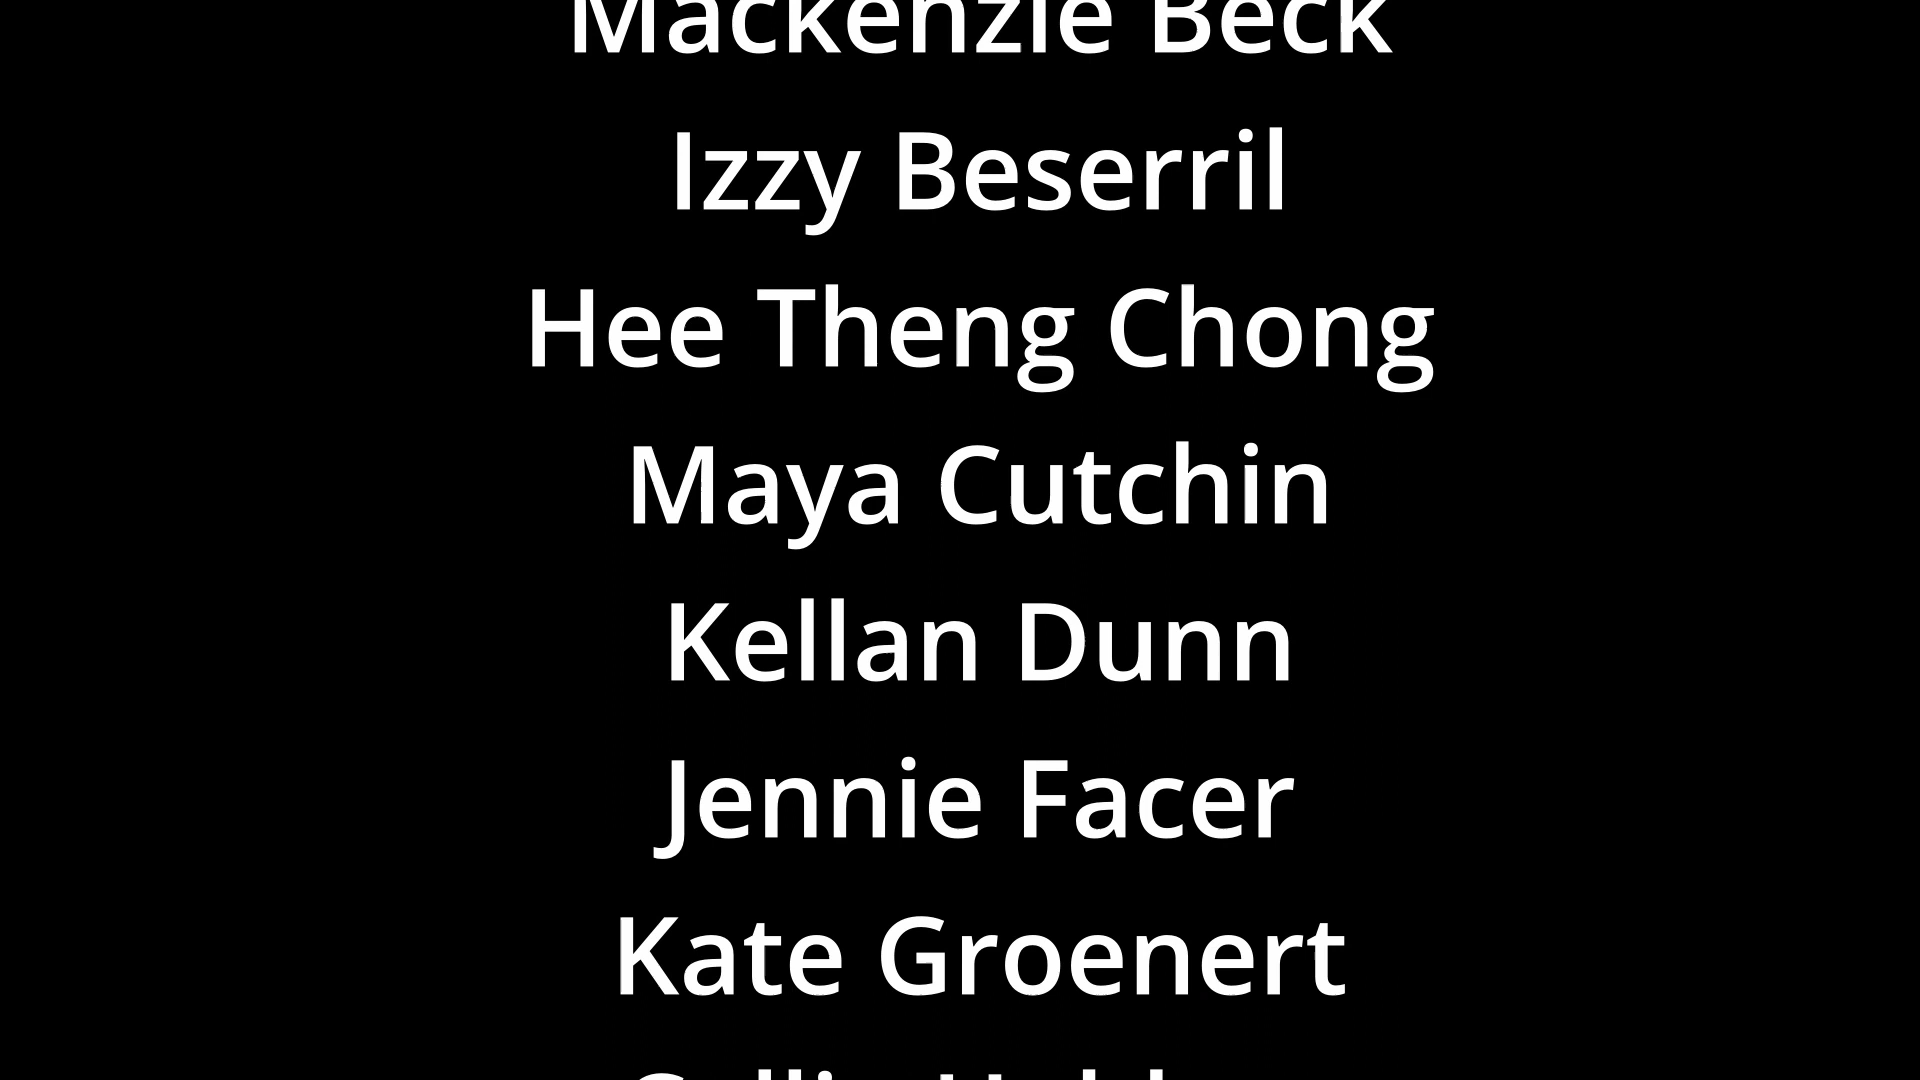 Mackenzie Beck
Izzy Beserril
Hee Theng Chong
Maya Cutchin
Kellan Dunn
Jennie Facer
Kate Groenert